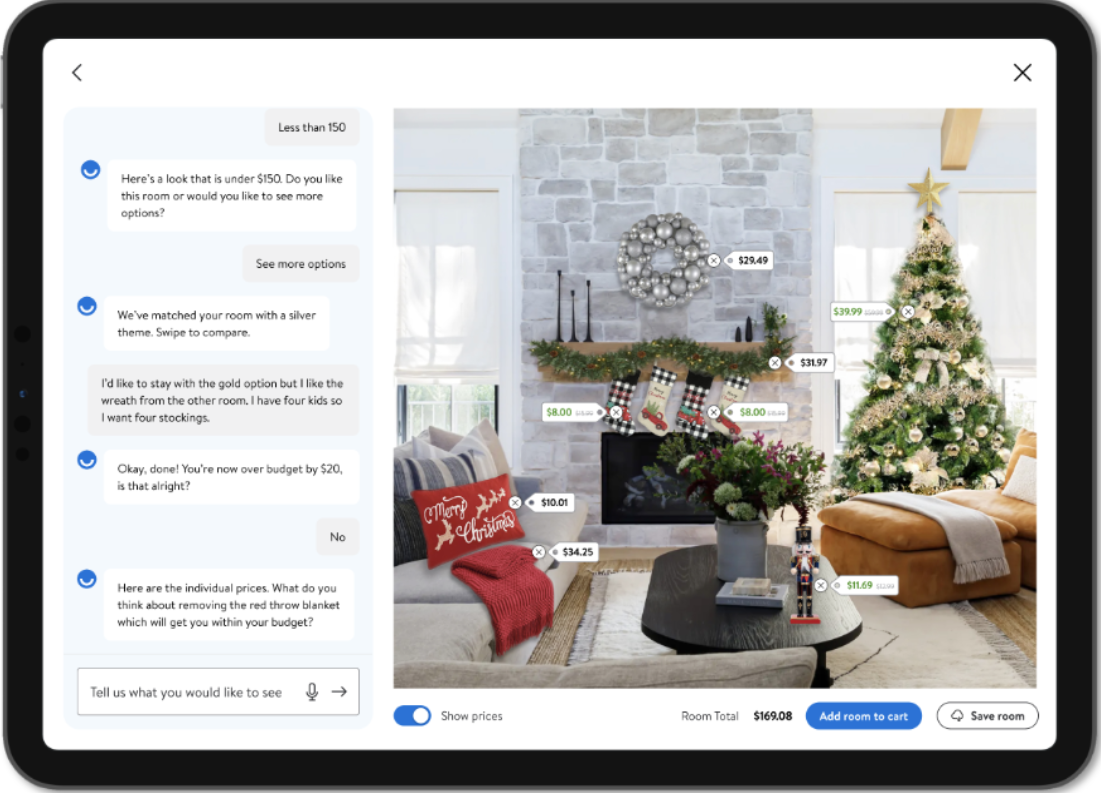 Less than 150
Here's a look that is under $150. Do you like
this room or would you like to see more
options?
See more options
We've matched your room with a silver
theme. Swipe to compare.
I'd like to stay with the gold option but I like the
wreath from the other room. I have four kids so
I want four stockings.
Okay, done! You're now over budget by $20,
is that alright?
No
Here are the individual prices. What do you
think about removing the red throw blanket
which will get you within your budget?
Tell us what you would like to see
$29.49
$39.99
$31.97
$8.00
$8.00
$10.01
Merry
Christmas
$34.25
$11.69
Show prices
Room Total $169.08
Add room to cart
Save room